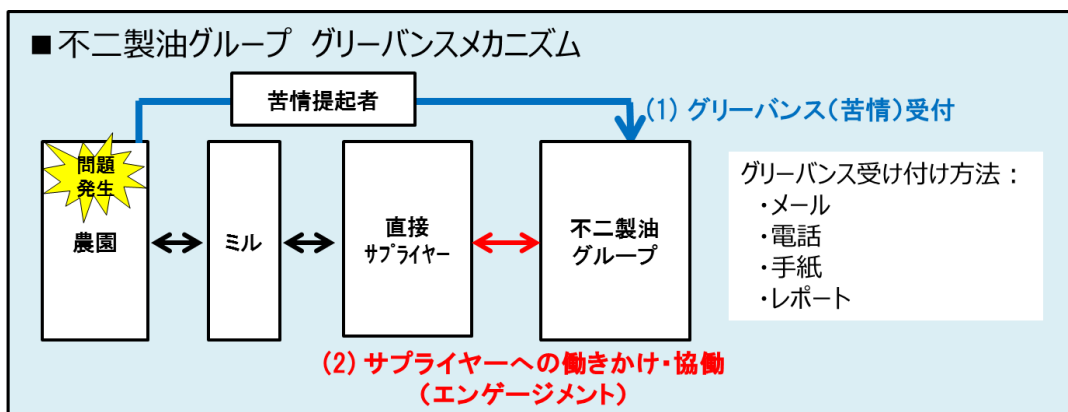 ■不二製油グループ グリーバンスメカニズム
苦情提起者
(1) グリーバンス(苦情)受付
問題
発生
農園
ミル
直接
サプライヤー
不二製油
グループ
グリーバンス受け付け方法：
・メール
・電話
・手紙
・レポート
(2) サプライヤーへの働きかけ・協働
(エンゲージメント)